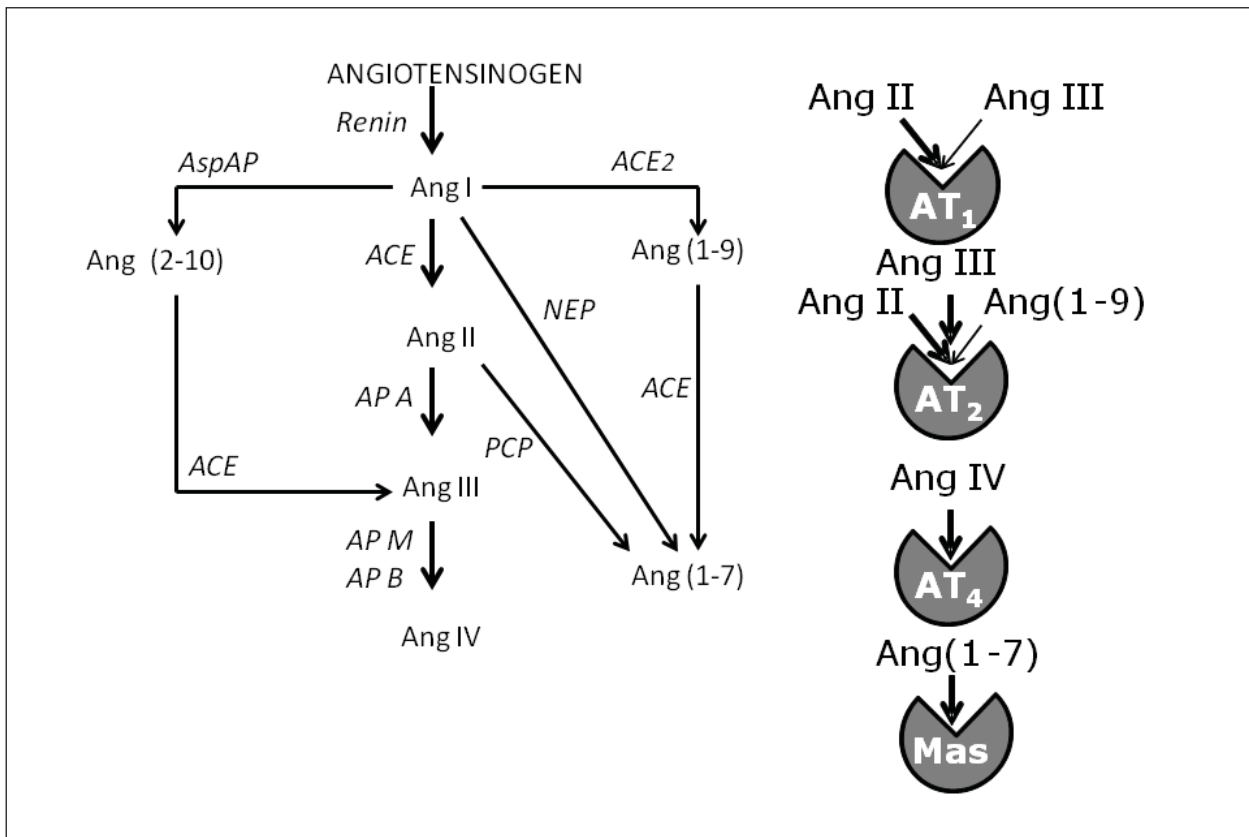 ANGIOTENSINOGEN
Renin
AspAP
ACE2
Ang I
Ang (2-10)
ACE
Ang (1-9)
NEP
Ang II
AP A
ACE
PCP
ACE
Ang III
AP M
AP B
Ang (1-7)
Ang IV
Ang II
Ang III
AT1
Ang III
Ang II
Ang(1-9)
AT2
Ang IV
AT4
Ang(1-7)
Mas